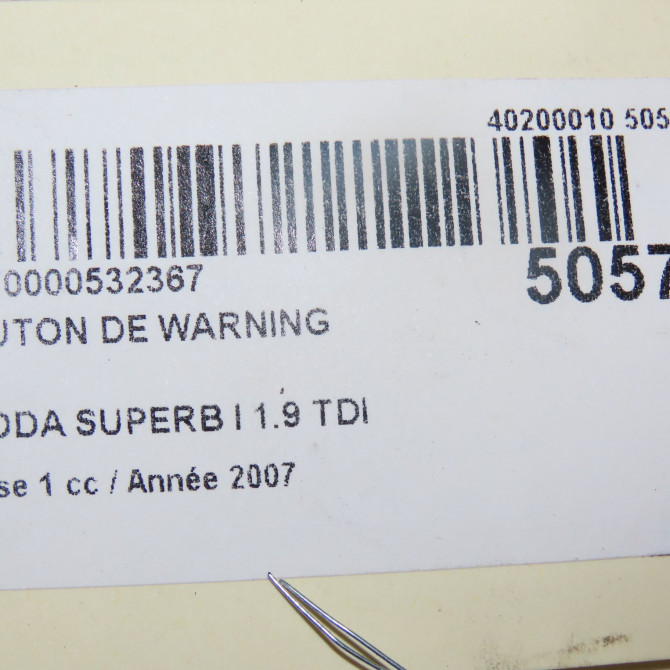 40200010 505
0000532367
5057
UTON DE WARNING
ODA SUPERB I 1.9 TDI
se 1 cc / Année 2007